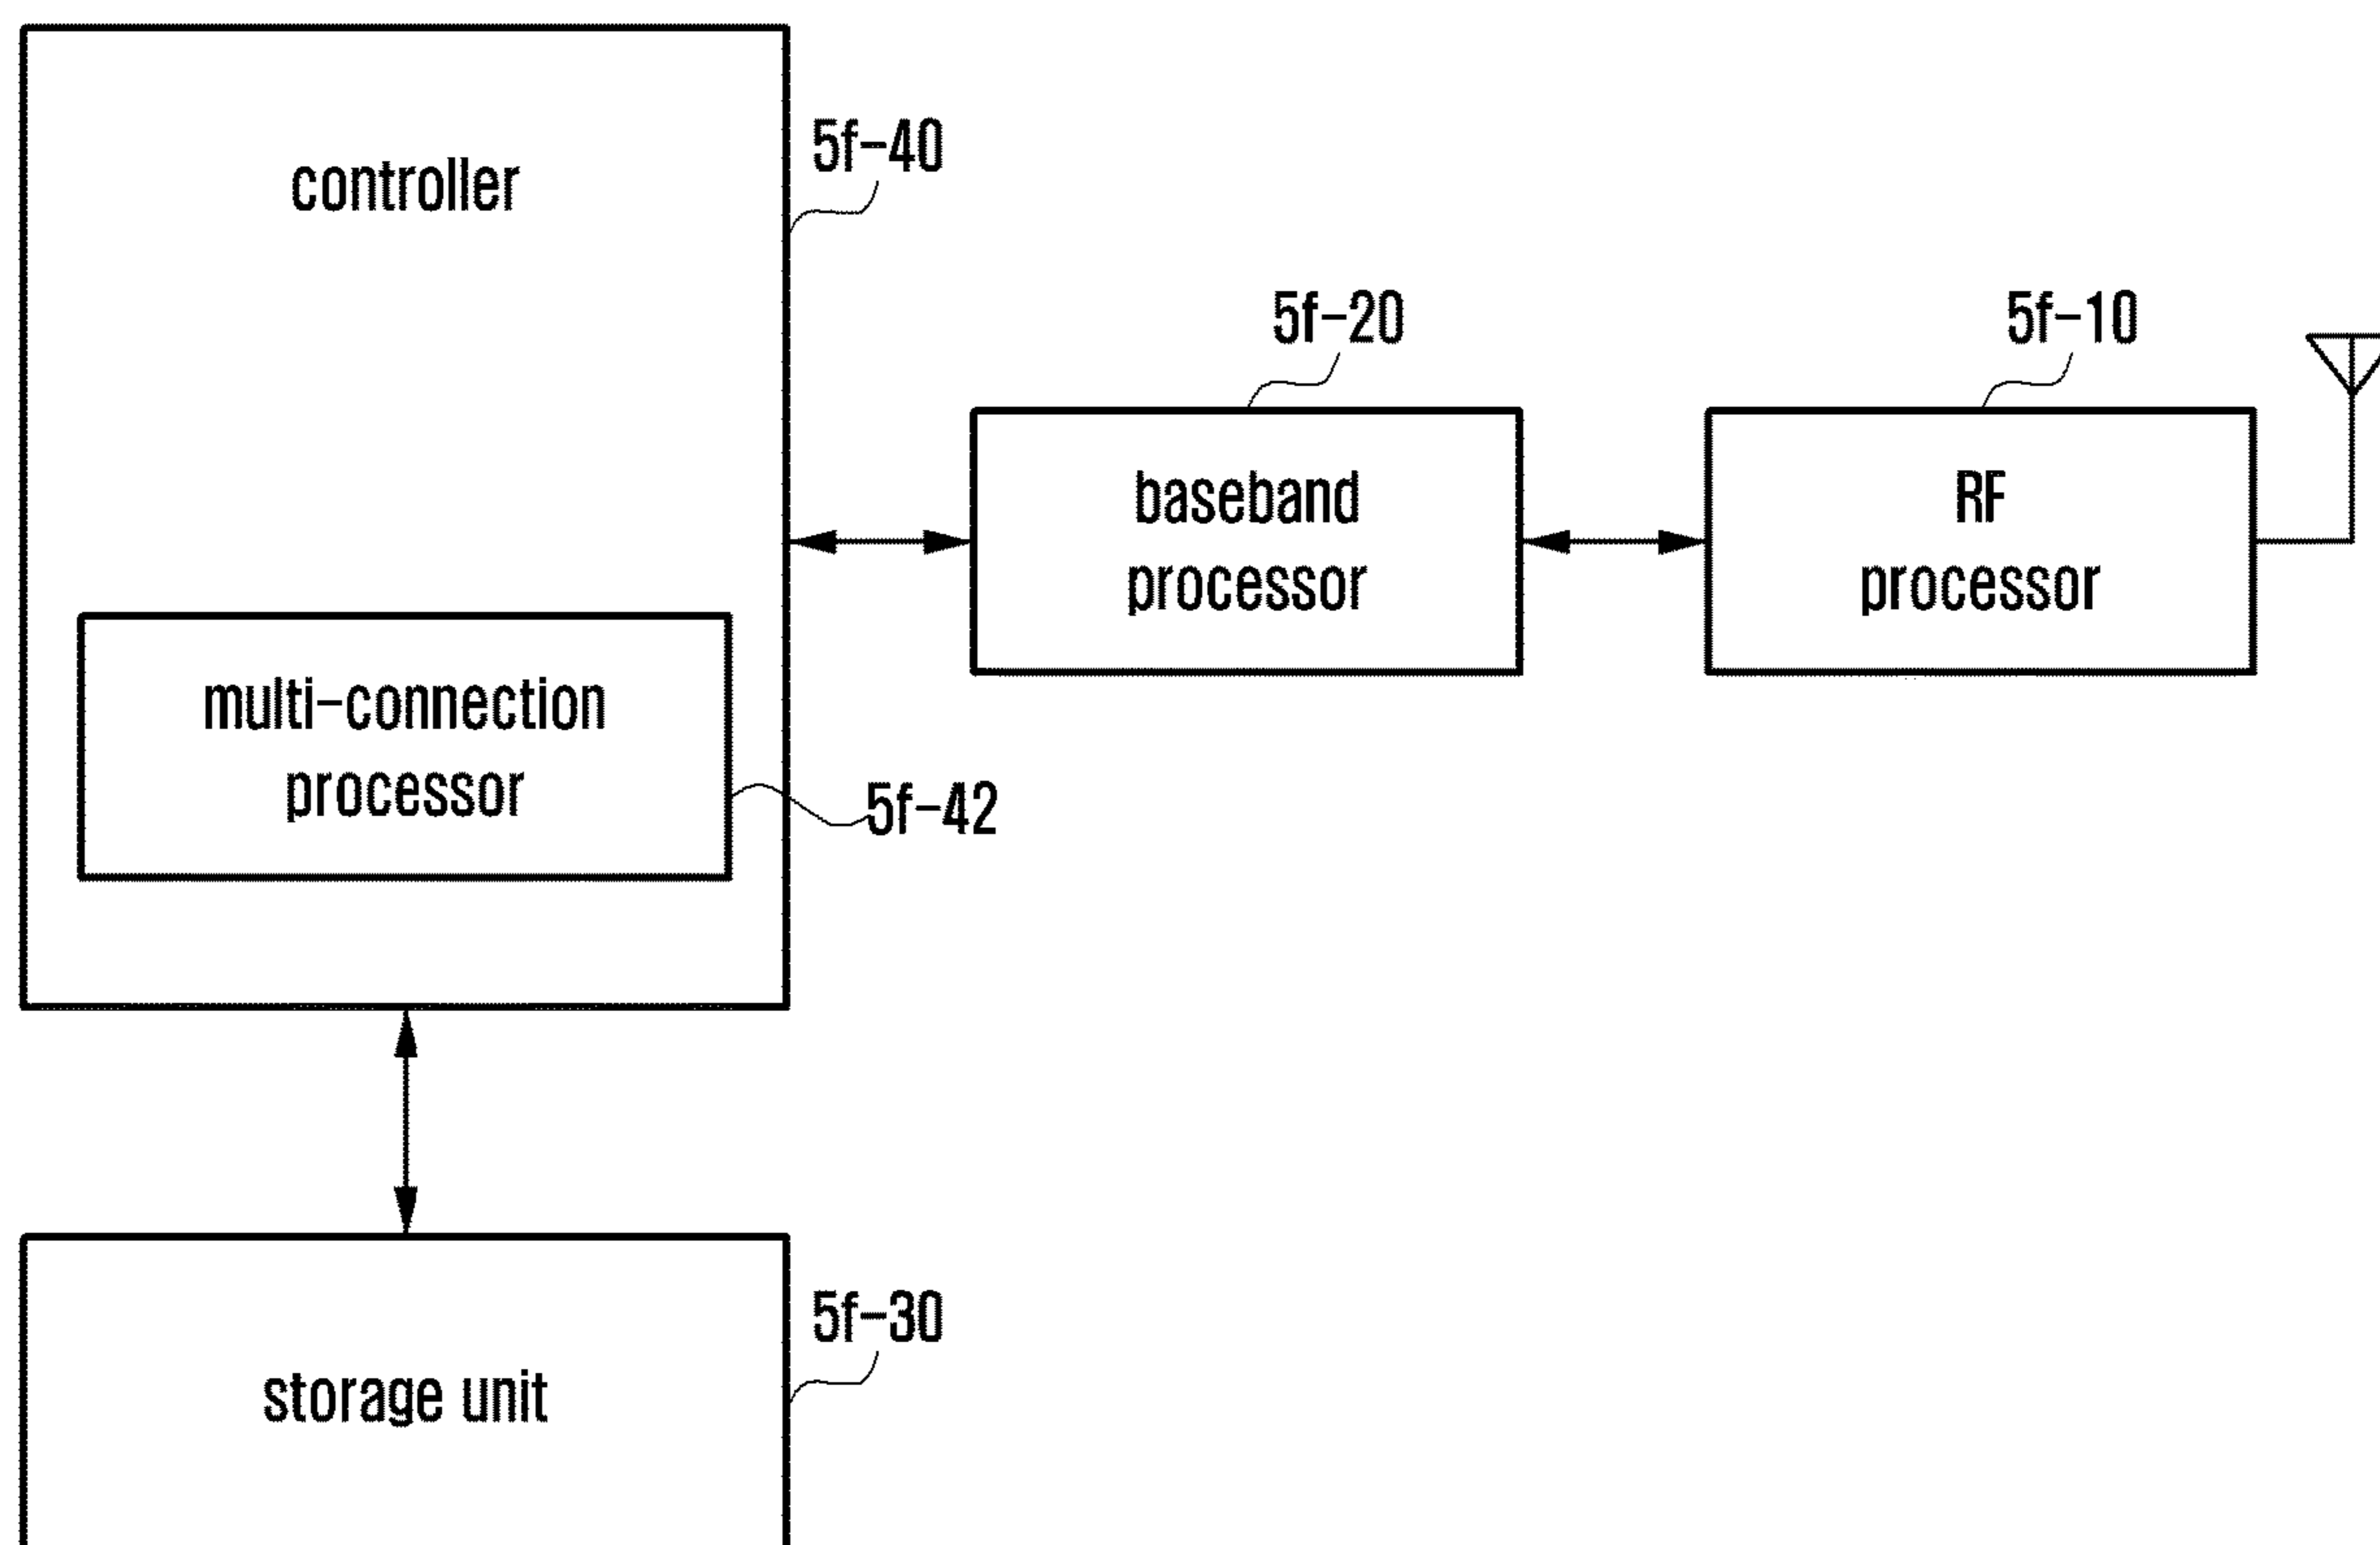 controller
5f-40
5f-20
5f-10
baseband
processor
RF
processor
multi-connection
processor
5f-42
5f-30
storage unit